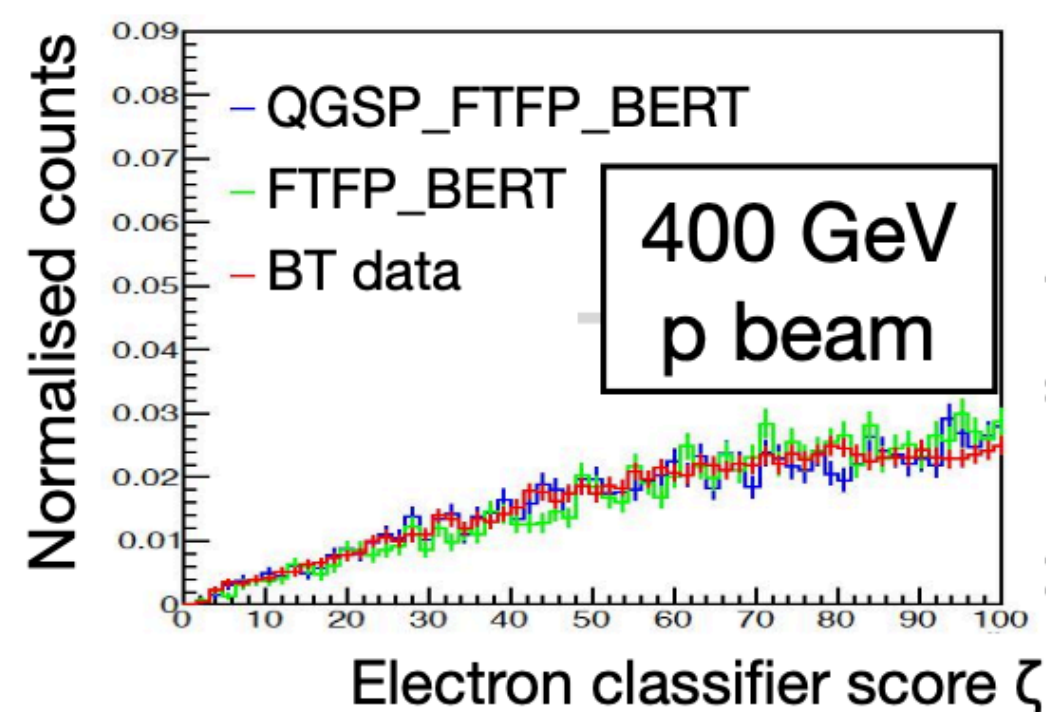 Normalised counts
0.09
0.08
0.07
0.06
0.05
0.04
0.03
0.02
0.01
0
QGSP_FTFP_BERT
FTFP_BERT
BT data
400 GeV
p beam
0 10 20 30 40 50 60 70 80 90 100
Electron classifier score ζ